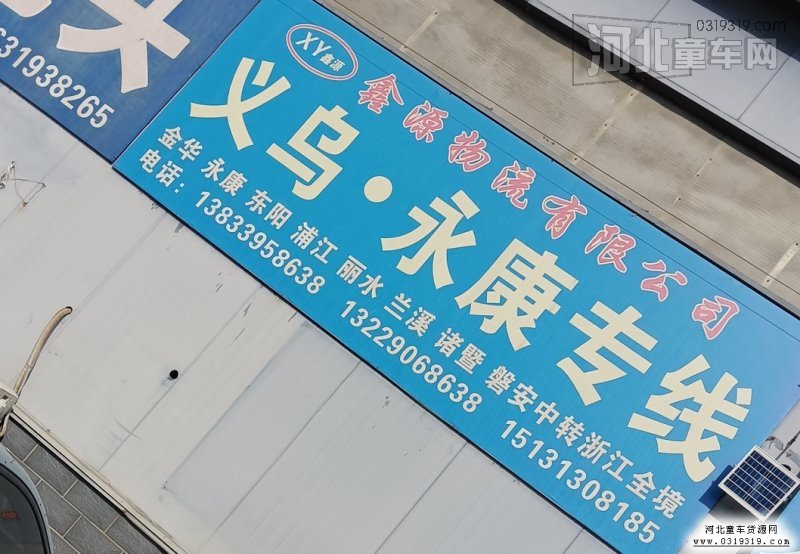 0319319.com
河北童车网
631938265
XY 鑫源
鑫源物流有限公司
义乌·永康专线
金华 永康 东阳 浦江 丽水 兰溪 诸暨 磐安中转浙江全境
电话：13833958638 13229068638 15131308185
河北童车货源网
www.0319319.com